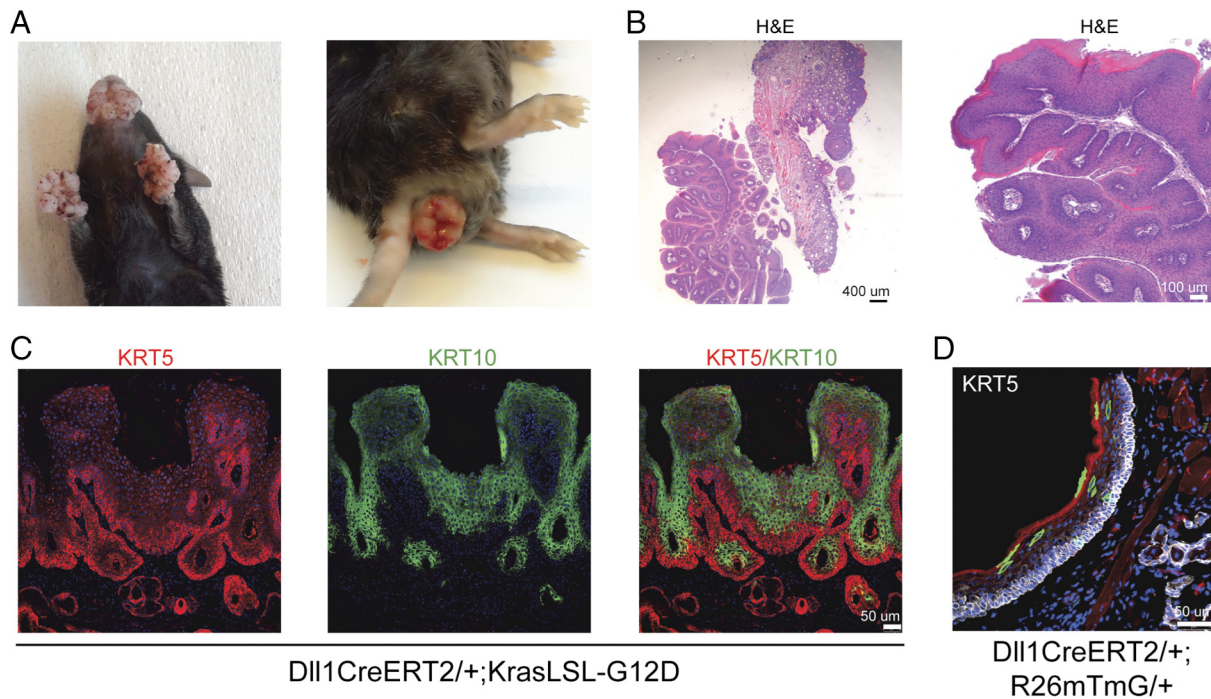 A
B
H&E
H&E
400 um
100 um
C
KRT5
KRT10
KRT5/KRT10
50 um
Dll1CreERT2/+;KrasLSL-G12D
D
KRT5
50 um
Dll1CreERT2/+;
R26mTmG/+